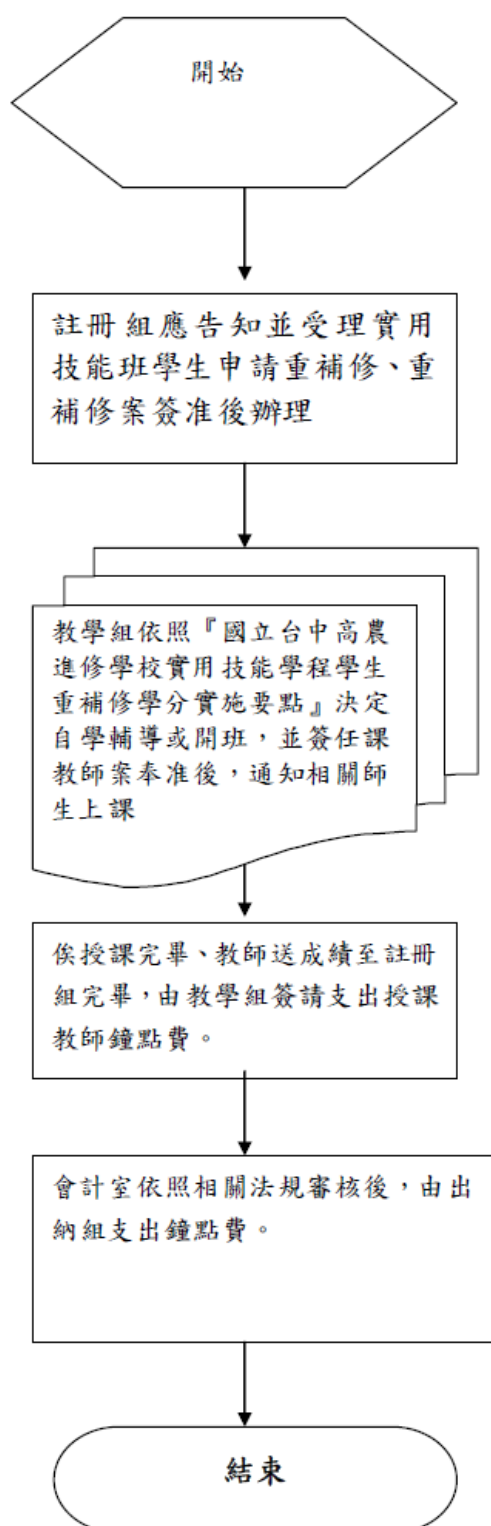 開始
註冊組應告知並受理實用
技能班學生申請重補修、重
補修案簽准後辦理
教學組依照『國立台中高農
進修學校實用技能學程學生
重補修學分實施要點』決定
自學輔導或開班，並簽任課
教師案奉准後，通知相關師
生上課
俟授課完畢、教師送成績至註冊
組完畢，由教學組簽請支出授課
教師鐘點費。
會計室依照相關法規審核後，由出
納組支出鐘點費。
結束